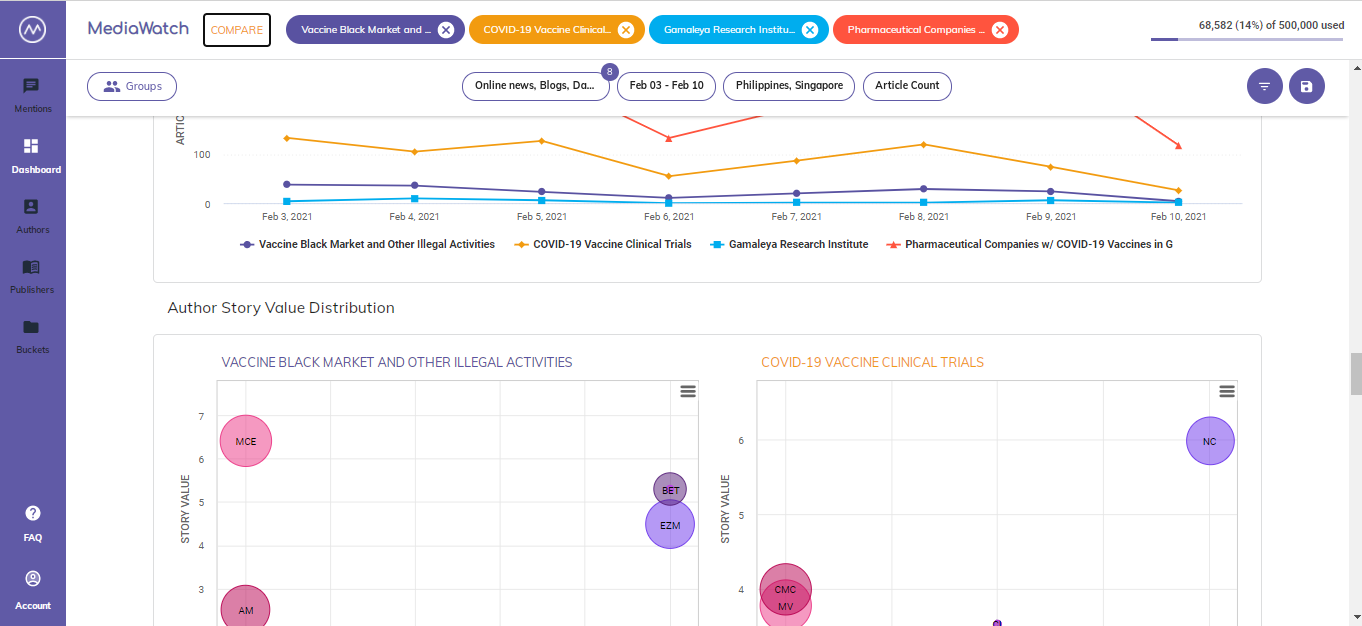 MediaWatch
COMPARE
Vaccine Black Market and ...
COVID-19 Vaccine Clinical...
Gamaleya Research Institu...
Pharmaceutical Companies ...
68,582 (14%) of 500,000 used
Mentions
Dashboard
Authors
Publishers
Buckets
FAQ
Account
Groups
Online news, Blogs, Da...
8
Feb 03 - Feb 10
Philippines, Singapore
Article Count
ARTIC
100
0
Feb 3, 2021
Feb 4, 2021
Feb 5, 2021
Feb 6, 2021
Feb 7, 2021
Feb 8, 2021
Feb 9, 2021
Feb 10, 2021
Vaccine Black Market and Other Illegal Activities
COVID-19 Vaccine Clinical Trials
Gamaleya Research Institute
Pharmaceutical Companies w/ COVID-19 Vaccines in G
Author Story Value Distribution
VACCINE BLACK MARKET AND OTHER ILLEGAL ACTIVITIES
STORY VALUE
7
6
5
4
3
MCE
BET
EZM
AM
COVID-19 VACCINE CLINICAL TRIALS
STORY VALUE
6
5
4
NC
CMC
MV